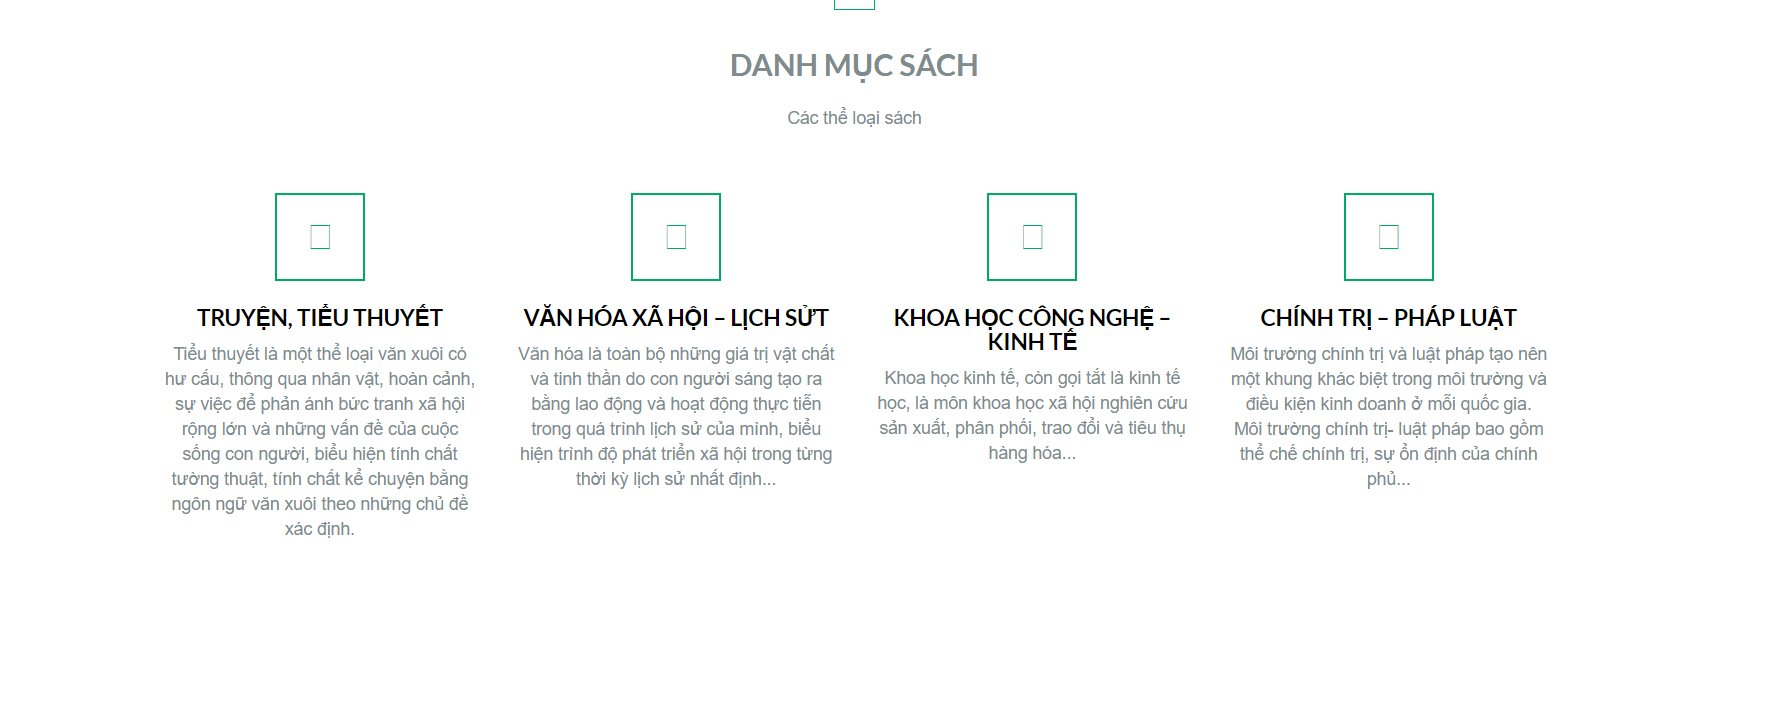 DANH MỤC SÁCH
Các thể loại sách
TRUYỆN, TIỂU THUYẾT
Tiểu thuyết là một thể loại văn xuôi có
hư cấu, thông qua nhân vật, hoàn cảnh,
sự việc để phản ánh bức tranh xã hội
rộng lớn và những vấn đề của cuộc
sống con người, biểu hiện tính chất
tường thuật, tính chất kể chuyện bằng
ngôn ngữ văn xuôi theo những chủ đề
xác định.
VĂN HÓA XÃ HỘI – LỊCH SỬT
Văn hóa là toàn bộ những giá trị vật chất
và tinh thần do con người sáng tạo ra
bằng lao động và hoạt động thực tiễn
trong quá trình lịch sử của mình, biểu
hiện trình độ phát triển xã hội trong từng
thời kỳ lịch sử nhất định...
KHOA HỌC CÔNG NGHỆ –
KINH TẾ
Khoa học kinh tế, còn gọi tắt là kinh tế
học, là môn khoa học xã hội nghiên cứu
sản xuất, phân phối, trao đổi và tiêu thụ
hàng hóa...
CHÍNH TRỊ – PHÁP LUẬT
Môi trường chính trị và luật pháp tạo nên
một khung khác biệt trong môi trường và
điều kiện kinh doanh ở mỗi quốc gia.
Môi trường chính trị- luật pháp bao gồm
thể chế chính trị, sự ổn định của chính
phủ...